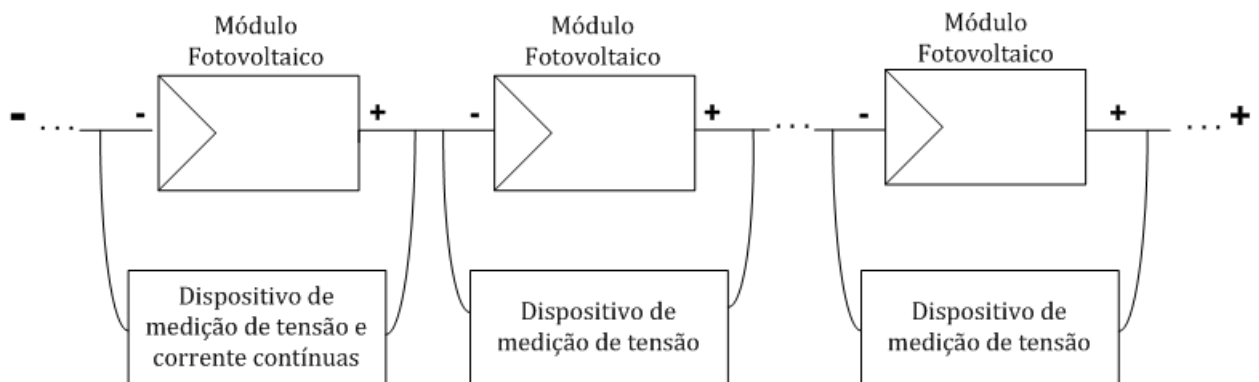 Módulo
Fotovoltaico
Módulo
Fotovoltaico
Módulo
Fotovoltaico
- ... - + - + ... - + ... +
Dispositivo de
medição de tensão e
corrente contínuas
Dispositivo de
medição de tensão
Dispositivo de
medição de tensão